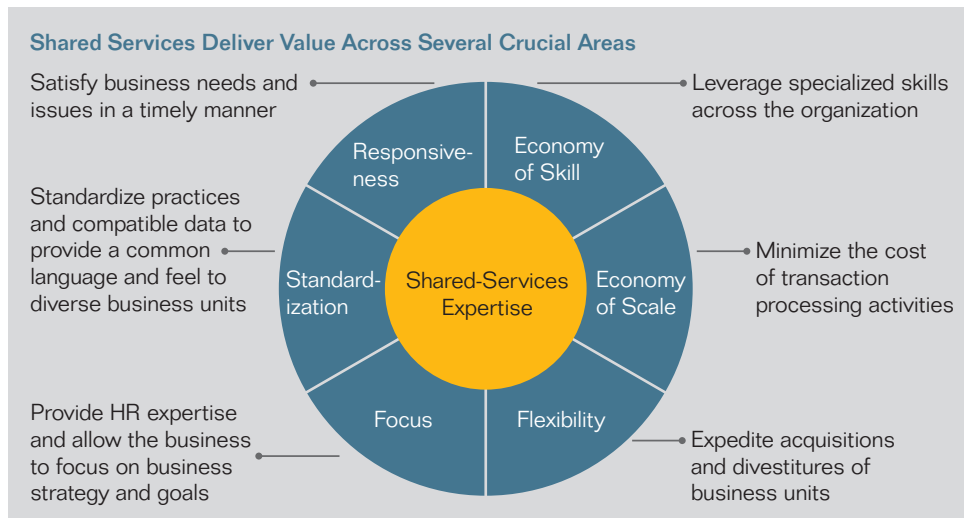 Shared Services Deliver Value Across Several Crucial Areas
Satisfy business needs and
issues in a timely manner
Leverage specialized skills
across the organization
Responsive-
ness
Economy
of Skill
Standardize practices
and compatible data to
provide a common
language and feel to
diverse business units
Standard-
ization
Shared-Services
Expertise
Economy
of Scale
Minimize the cost
of transaction
processing activities
Provide HR expertise
and allow the business
to focus on business
strategy and goals
Focus
Flexibility
Expedite acquisitions
and divestitures of
business units